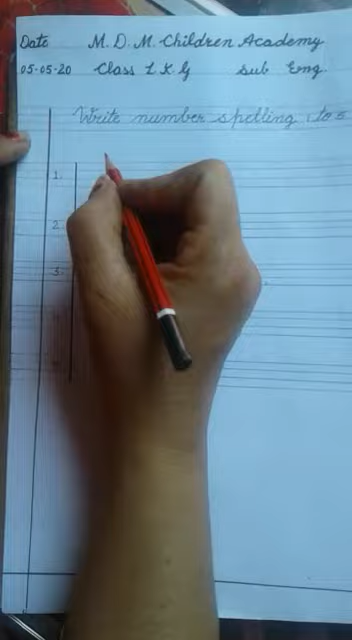 Date M. D. M. Children Academy
05-05-20 Class L K G Sub Eng.
Write number spelling 1 to 5
1.
2.
3.